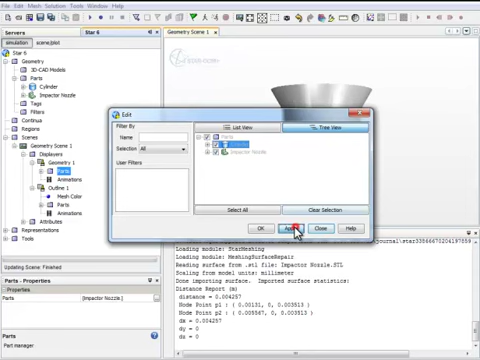 File Edit Mesh Solution Tools Window Help
Servers
Star 6
Geometry Scene 1
simulation
scene/plot
Star 6
Geometry
3D-CAD Models
Parts
Cylinder
Impactor Nozzle
Tags
Filters
Continua
Regions
Scenes
Geometry Scene 1
Displayers
Geometry 1
Parts
Animations
Outline 1
Mesh Color
Parts
Animations
Attributes
Representations
Tools
Updating Scene: Finished
Parts - Properties
Properties
Parts
[Impactor Nozzle]
Parts
Part manager
Edit
Filter By
Name
Selection
All
User Filters
List View
Tree View
Parts
Cylinder
Impactor Nozzle
Select All
Clear Selection
OK
Apply
Close
Help
Loading module: StarMeshing
Loading module: MeshingSurfaceRepair
Reading surface from .stl file: Impactor Nozzle.STL
Scaling from model units: millimeter
Done importing surface. Imported surface statistics:
Distance Report (m)
distance = 0.004257
Node Point p1 : ( 0.00131, 0, 0.003513 )
Node Point p2 : ( 0.005567, 0, 0.003513 )
dx = 0.004257
dy = 0
dz = 0